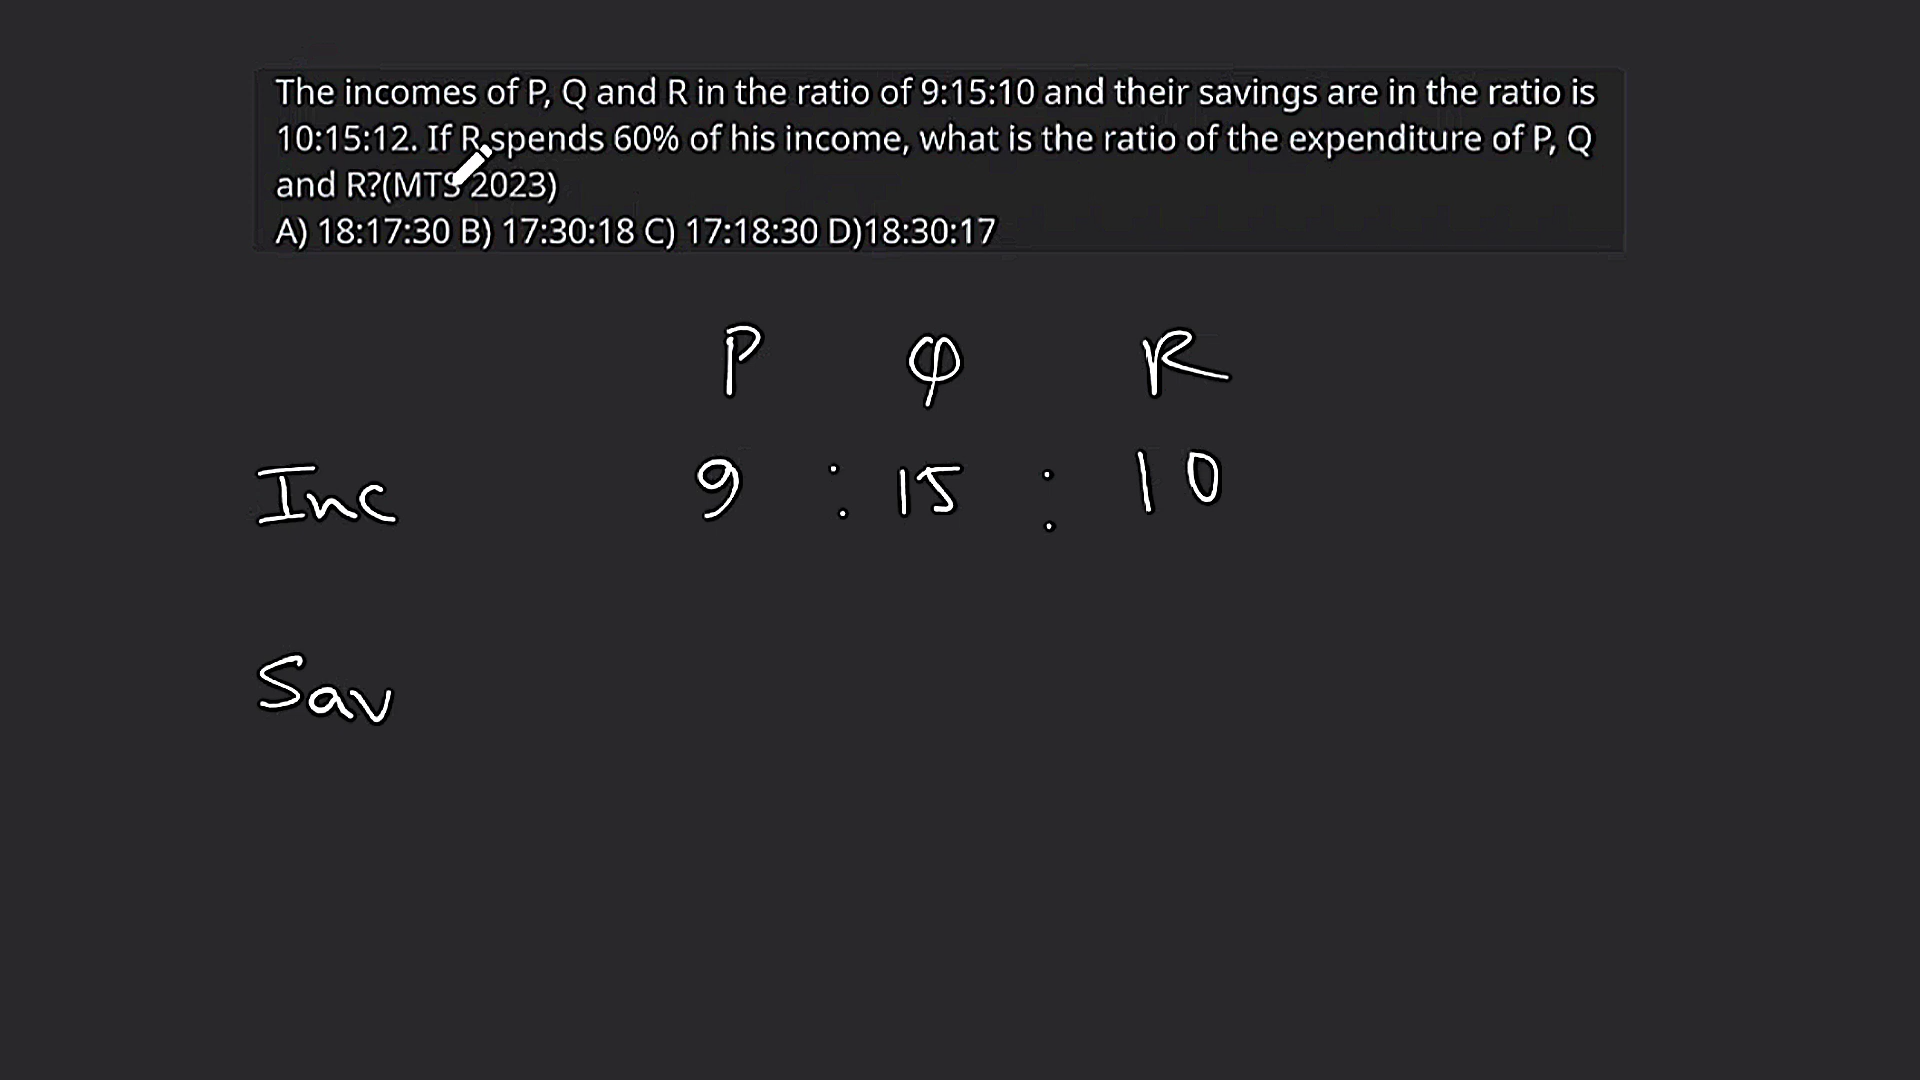 The incomes of P, Q and R in the ratio of 9:15:10 and their savings are in the ratio is
10:15:12. If R spends 60% of his income, what is the ratio of the expenditure of P, Q
and R?(MTS 2023)
A) 18:17:30 B) 17:30:18 C) 17:18:30 D)18:30:17
P Q R
Inc 9 : 15 : 10
Sav